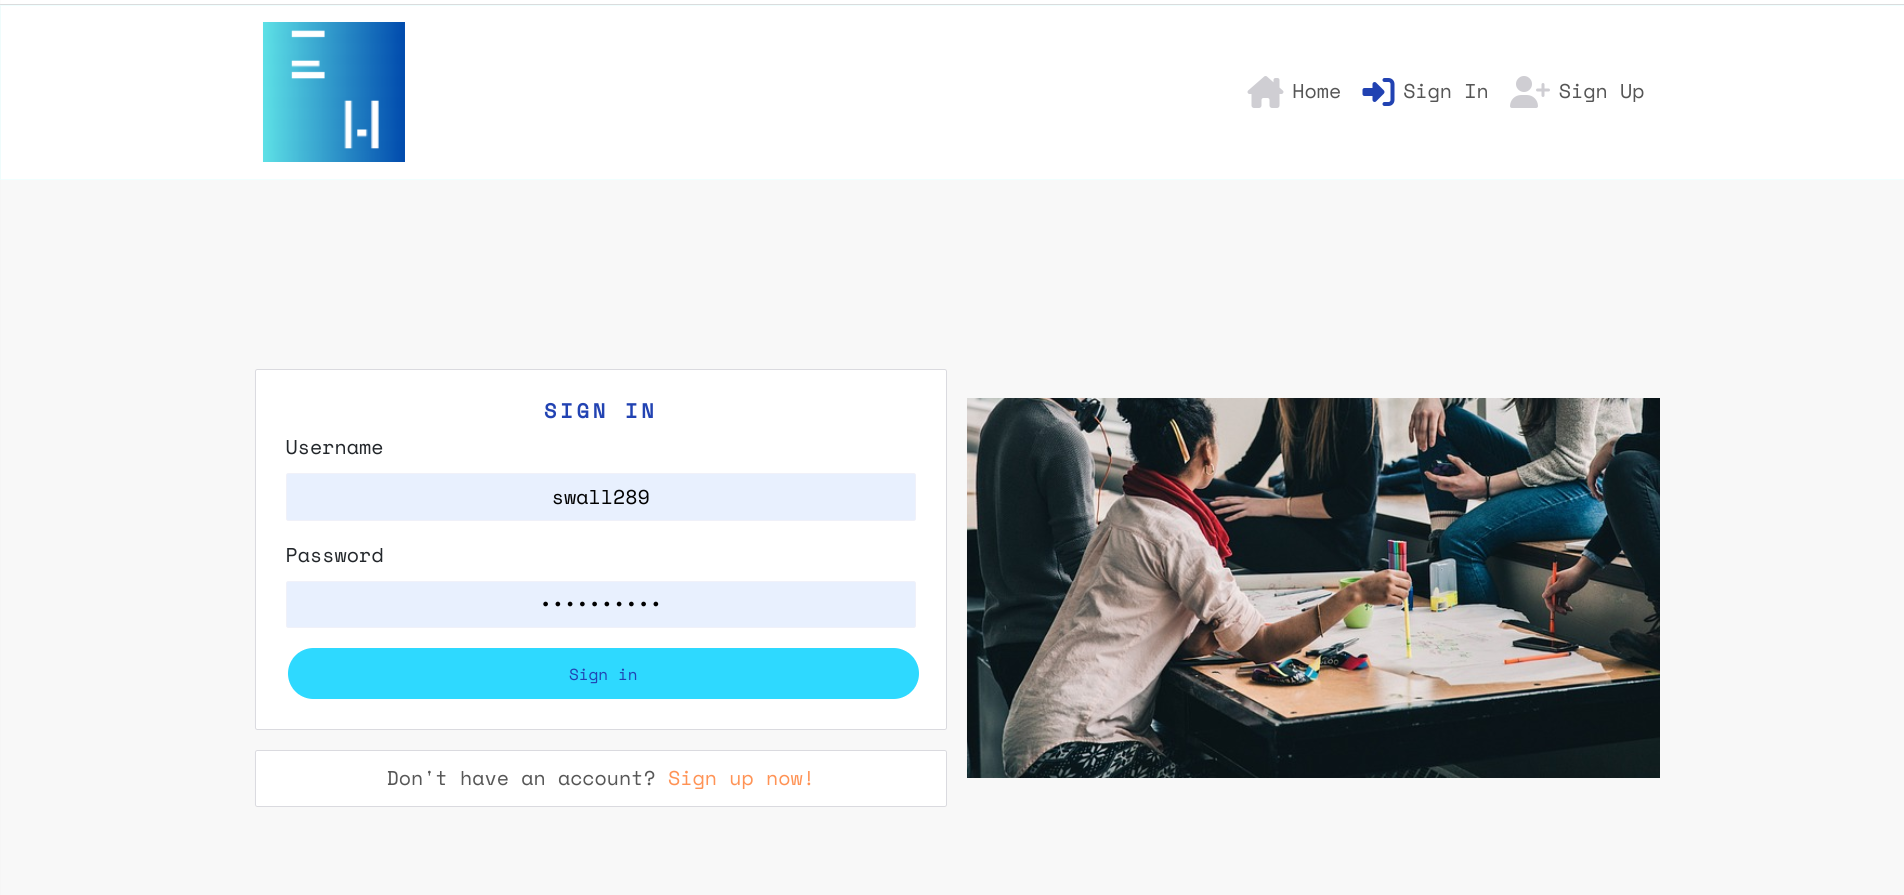 Home Sign In Sign Up
SIGN IN
Username
swall289
Password
••••••••••
Sign in
Don't have an account? Sign up now!